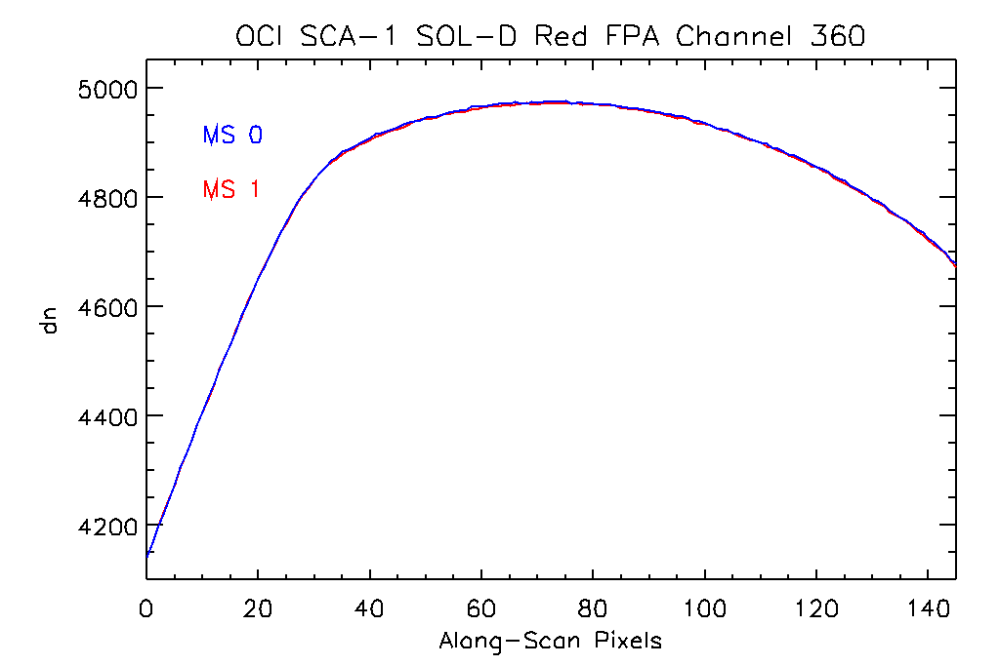 OCI SCA-1 SOL-D Red FPA Channel 360
5000
MS 0
MS 1
4800
4600
dn
4400
4200
0 20 40 60 80 100 120 140
Along-Scan Pixels